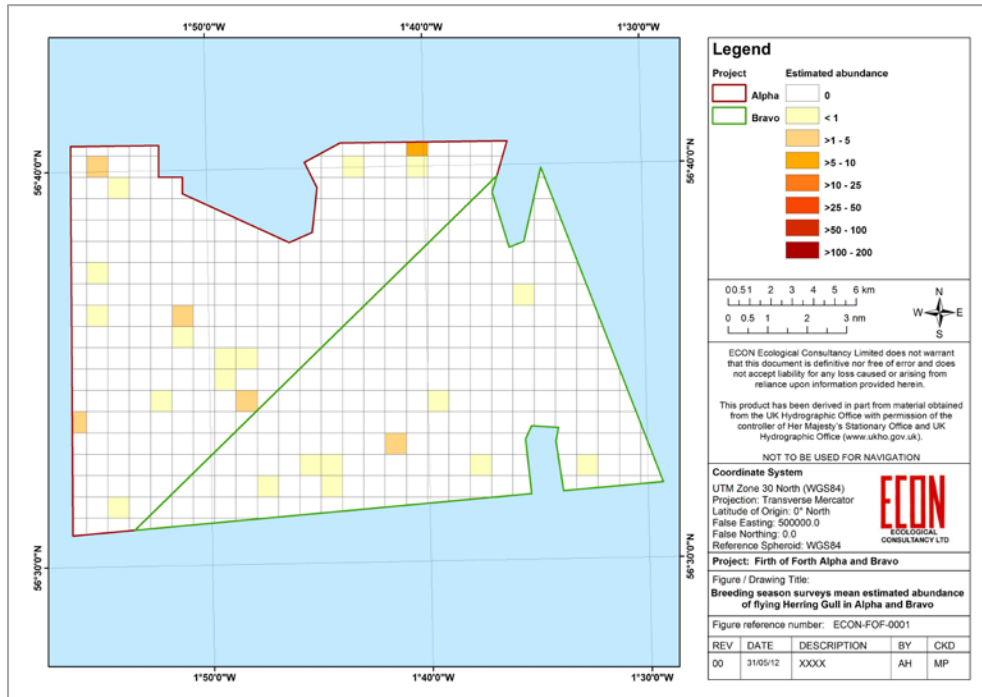 1°50'0"W 1°40'0"W 1°30'0"W
56°40'0"N 56°40'0"N
56°30'0"N 56°30'0"N
1°50'0"W 1°40'0"W 1°30'0"W
Legend
Project Estimated abundance
Alpha 0
Bravo < 1
>1 - 5
>5 - 10
>10 - 25
>25 - 50
>50 - 100
>100 - 200
0 0.5 1 2 3 4 5 6 km
0 0.5 1 2 3 nm
N
W E
S
ECON Ecological Consultancy Limited does not warrant
that this document is definitive nor free of error and does
not accept liability for any loss caused or arising from
reliance upon information provided herein.
This product has been derived in part from material obtained
from the UK Hydrographic Office with permission of the
controller of Her Majesty's Stationary Office and UK
Hydrographic Office (www.ukho.gov.uk).
NOT TO BE USED FOR NAVIGATION
Coordinate System
UTM Zone 30 North (WGS84)
Projection: Transverse Mercator
Latitude of Origin: 0° North
False Easting: 500000.0
False Northing: 0.0
Reference Spheroid: WGS84
ECON
ECOLOGICAL
CONSULTANCY LTD
Project: Firth of Forth Alpha and Bravo
Figure / Drawing Title:
Breeding season surveys mean estimated abundance
of flying Herring Gull in Alpha and Bravo
Figure reference number: ECON-FOF-0001
REV DATE DESCRIPTION BY CKD
00 31/05/12 XXXX AH MP